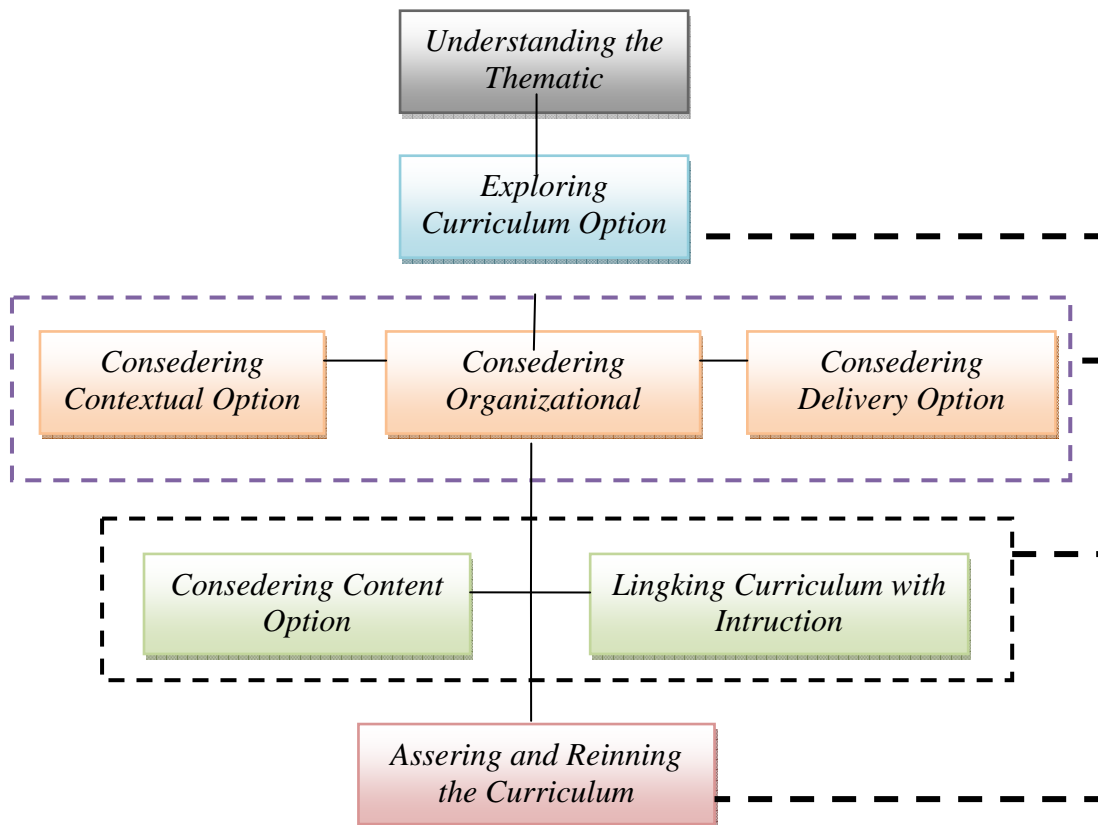 Understanding the
Thematic
Exploring
Curriculum Option
Consedering
Contextual Option
Consedering
Organizational
Consedering
Delivery Option
Consedering Content
Option
Lingking Curriculum with
Intruction
Assering and Reinning
the Curriculum